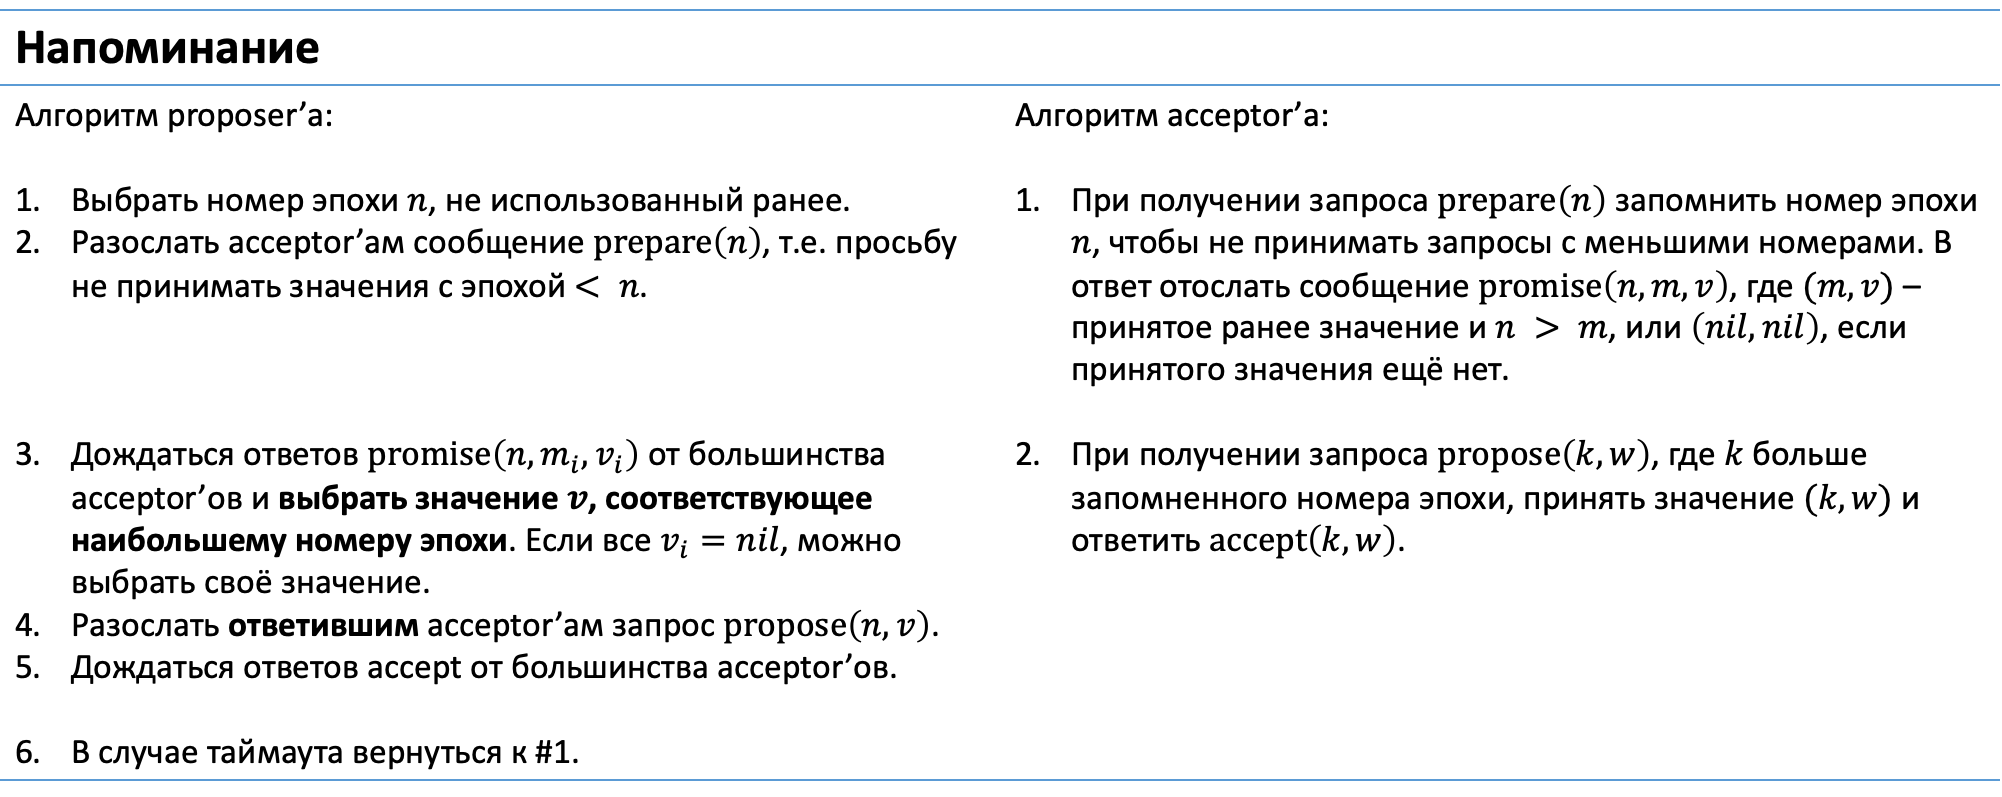 Напоминание
Алгоритм proposer’а:
1. Выбрать номер эпохи n, не использованный ранее.
2. Разослать acceptor’ам сообщение prepare(n), т.е. просьбу
не принимать значения с эпохой < n.
3. Дождаться ответов promise(n, mᵢ, vᵢ) от большинства
acceptor’ов и выбрать значение v, соответствующее
наибольшему номеру эпохи. Если все vᵢ = nil, можно
выбрать своё значение.
4. Разослать ответившим acceptor’ам запрос propose(n, v).
5. Дождаться ответов accept от большинства acceptor’ов.
6. В случае таймаута вернуться к #1.
Алгоритм acceptor’а:
1. При получении запроса prepare(n) запомнить номер эпохи
n, чтобы не принимать запросы с меньшими номерами. В
ответ отослать сообщение promise(n, m, v), где (m, v) –
принятое ранее значение и n > m, или (nil, nil), если
принятого значения ещё нет.
2. При получении запроса propose(k, w), где k больше
запомненного номера эпохи, принять значение (k, w) и
ответить accept(k, w).